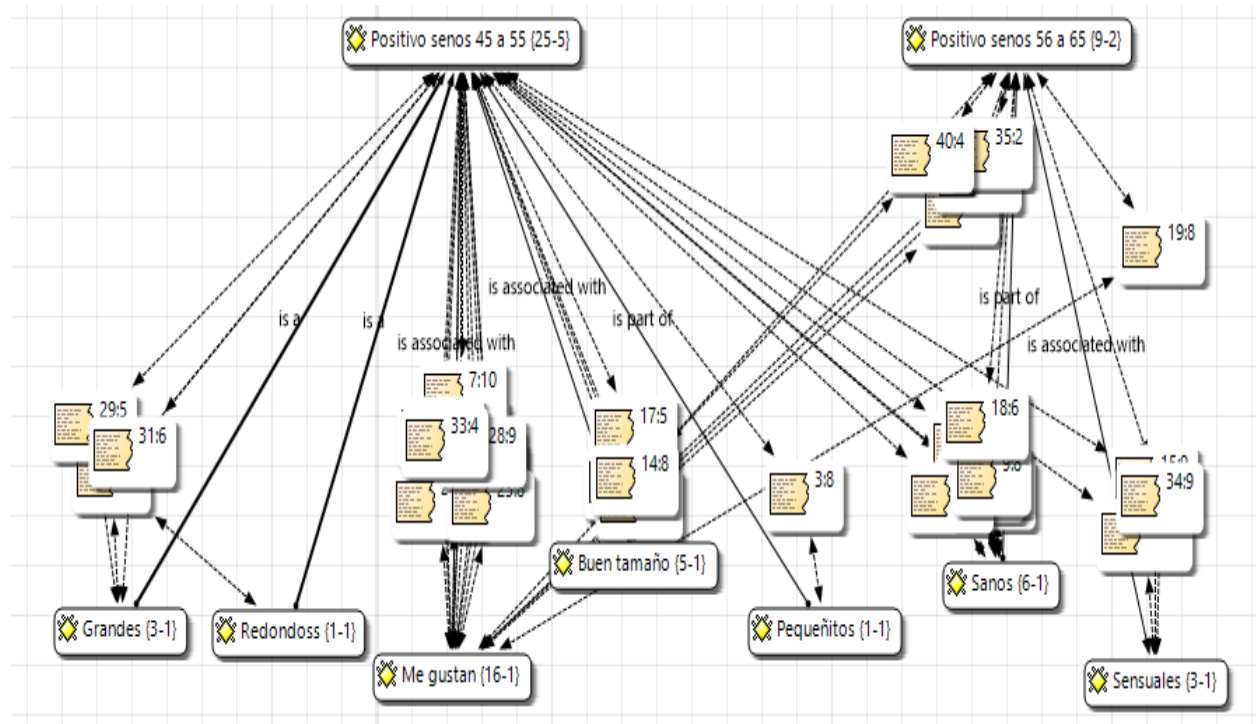 Positivo senos 45 a 55 {25-5}
Positivo senos 56 a 65 {9-2}
40:4
35:2
19:8
is associated with
is part of
is a
is a
is part of
is associated with
is associated with
7:10
29:5
31:6
33:4
28:9
17:5
18:6
14:8
3:8
9:8
34:9
Buen tamaño {5-1}
Sanos {6-1}
Grandes {3-1}
Redondoss {1-1}
Pequeñitos {1-1}
Me gustan {16-1}
Sensuales {3-1}